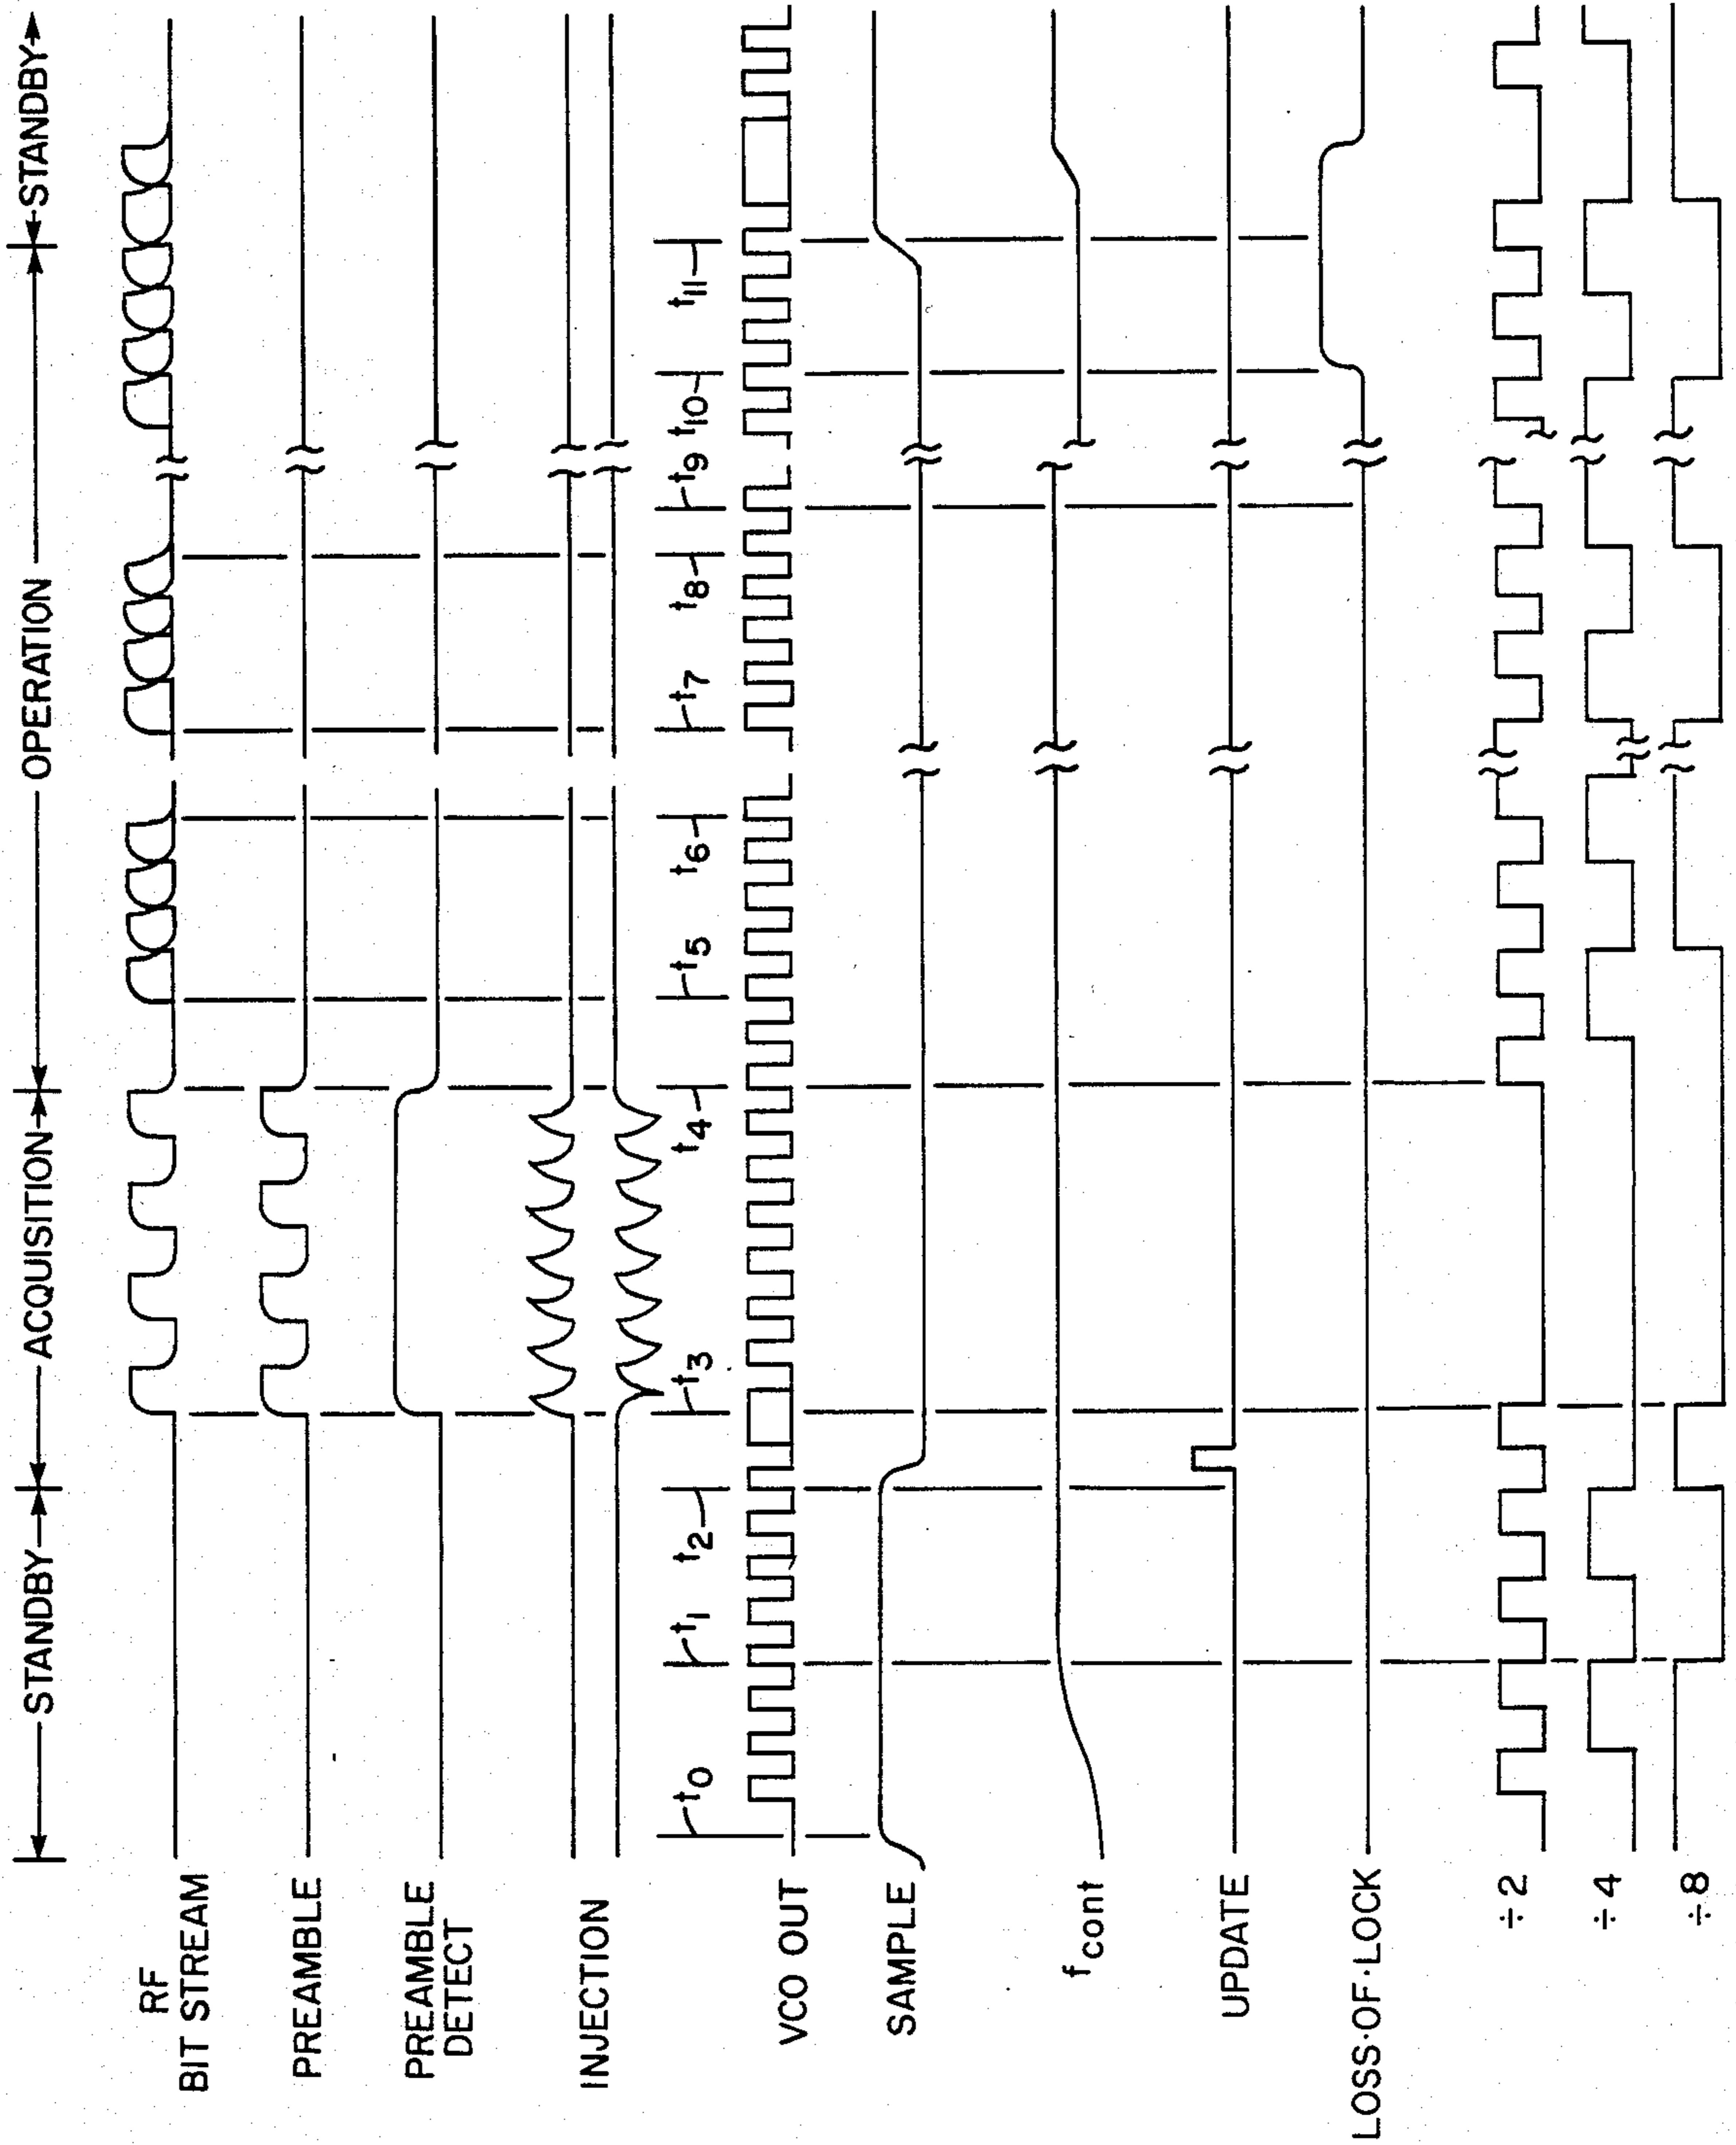 STANDBY
ACQUISITION
OPERATION
STANDBY
RF
BIT STREAM
PREAMBLE
PREAMBLE
DETECT
INJECTION
t0 t1 t2 t3 t4 t5 t6 t7 t8 t9 t10 t11
VCO OUT
SAMPLE
fcont
UPDATE
LOSS·OF·LOCK
÷2
÷4
÷8